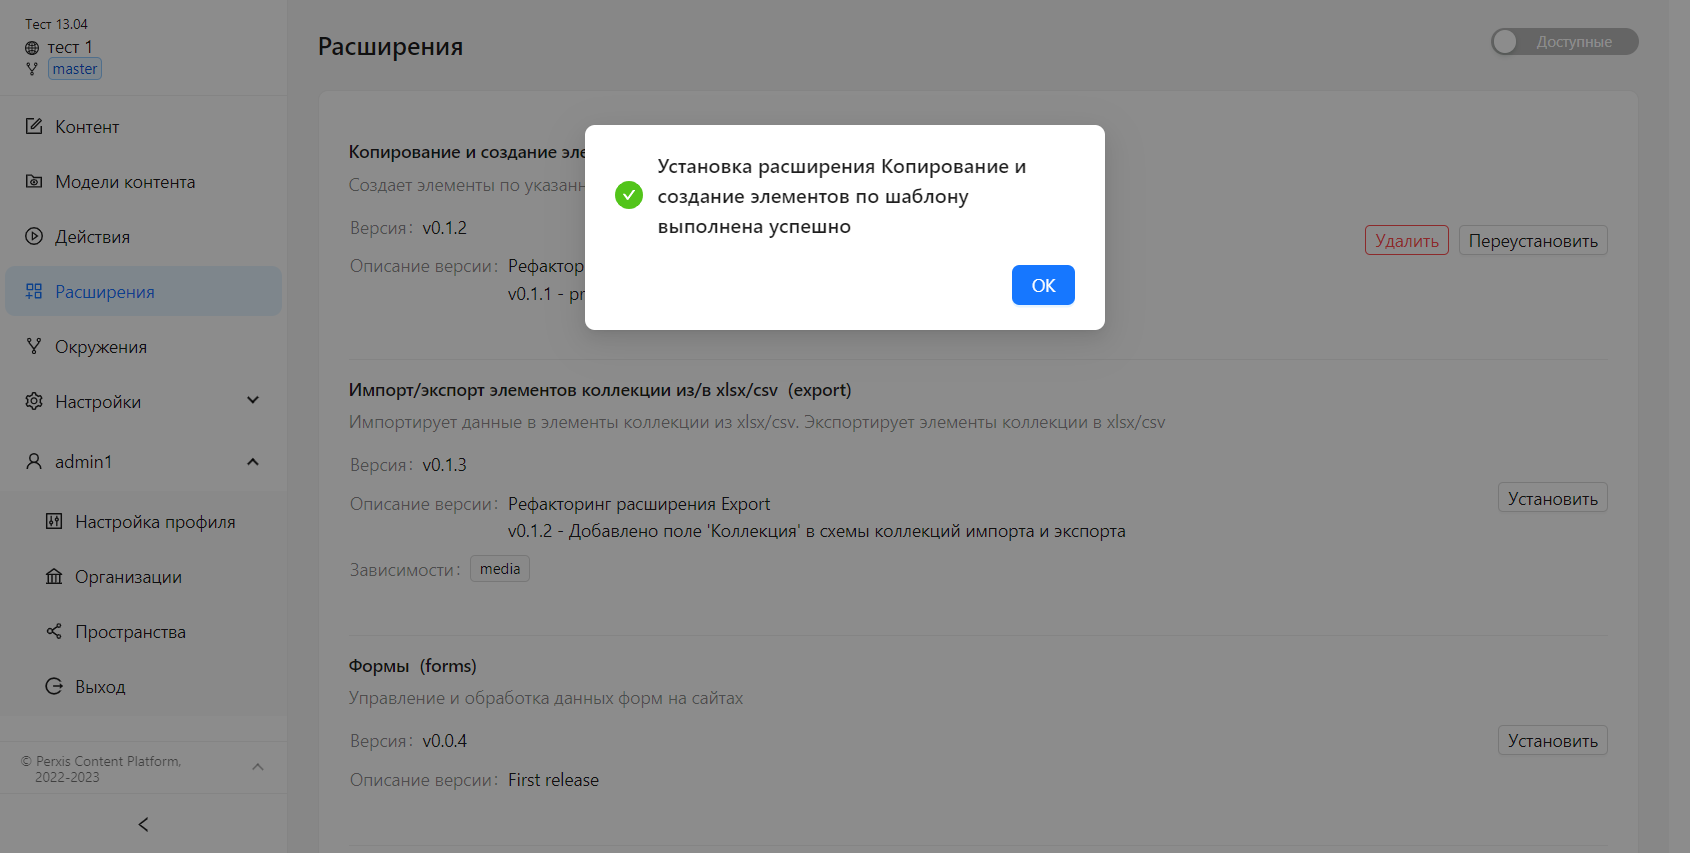 Тест 13.04
тест 1
master
Контент
Модели контента
Действия
Расширения
Окружения
Настройки
admin1
Настройка профиля
Организации
Пространства
Выход
© Perxis Content Platform,
2022-2023
Расширения
Доступные
Копирование и создание эле
Создает элементы по указанн
Версия: v0.1.2
Описание версии: Рефактор
v0.1.1 - pr
Удалить
Переустановить
Установка расширения Копирование и
создание элементов по шаблону
выполнена успешно
ОК
Импорт/экспорт элементов коллекции из/в xlsx/csv (export)
Импортирует данные в элементы коллекции из xlsx/csv. Экспортирует элементы коллекции в xlsx/csv
Версия: v0.1.3
Описание версии: Рефакторинг расширения Export
v0.1.2 - Добавлено поле 'Коллекция' в схемы коллекций импорта и экспорта
Зависимости: media
Установить
Формы (forms)
Управление и обработка данных форм на сайтах
Версия: v0.0.4
Описание версии: First release
Установить